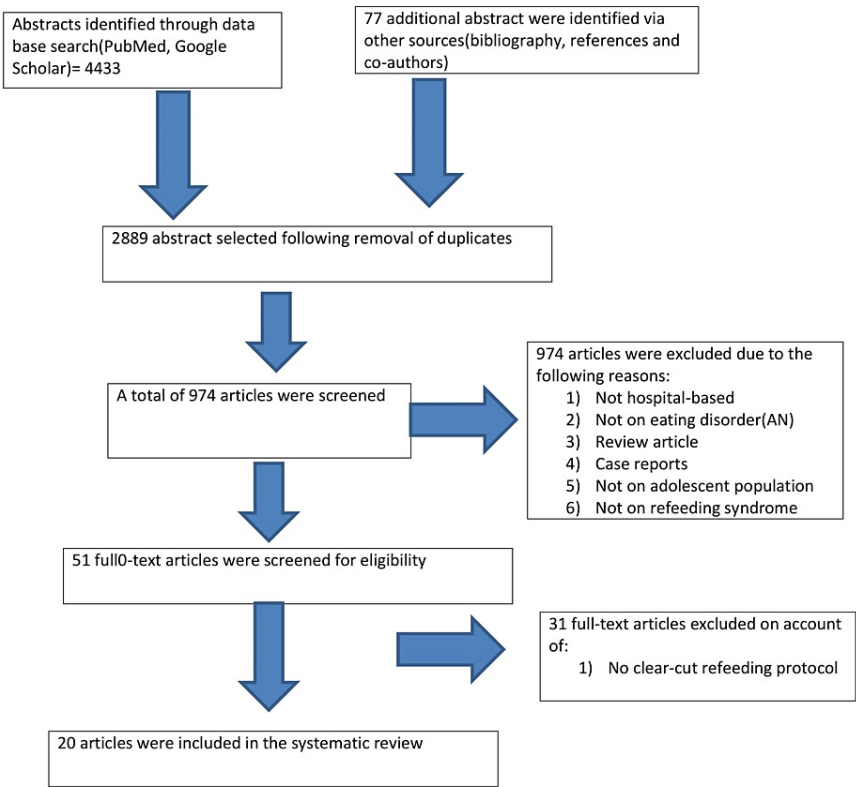 Abstracts identified through data
base search(PubMed, Google
Scholar)= 4433
77 additional abstract were identified via
other sources(bibliography, references and
co-authors)
2889 abstract selected following removal of duplicates
A total of 974 articles were screened
974 articles were excluded due to the
following reasons:
1) Not hospital-based
2) Not on eating disorder(AN)
3) Review article
4) Case reports
5) Not on adolescent population
6) Not on refeeding syndrome
51 full0-text articles were screened for eligibility
31 full-text articles excluded on account
of:
1) No clear-cut refeeding protocol
20 articles were included in the systematic review